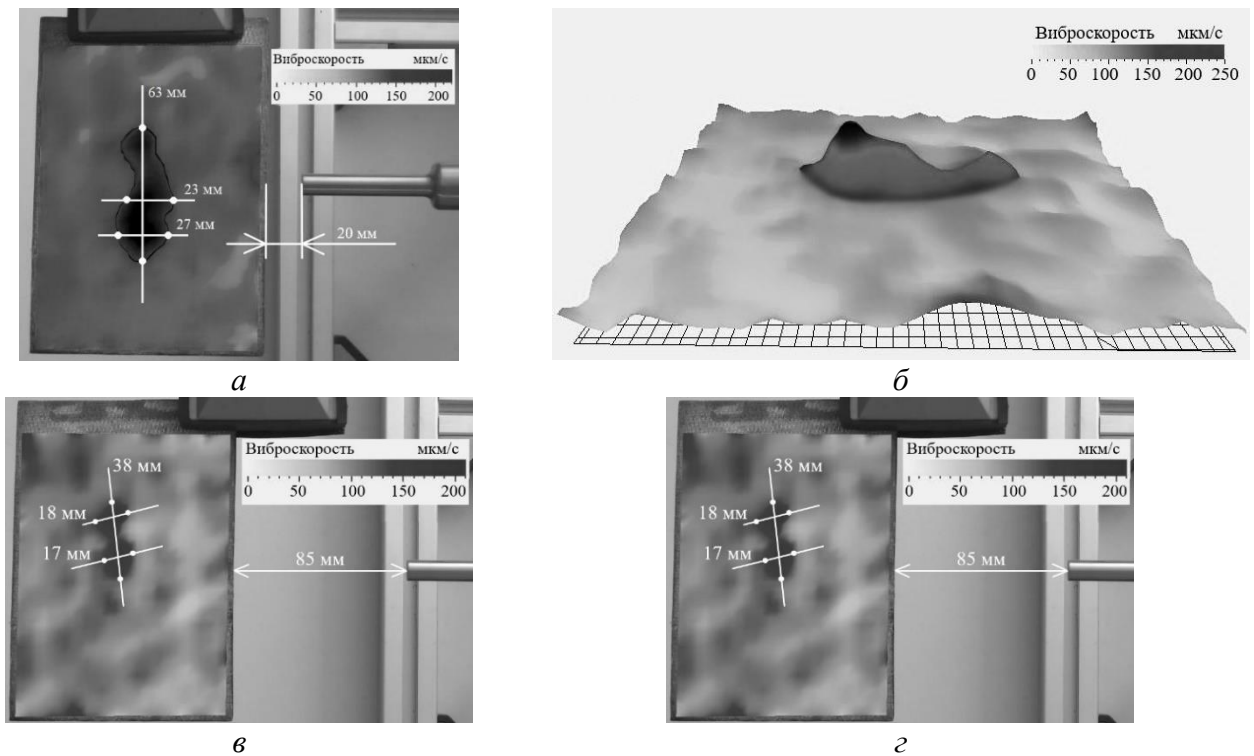 Виброскорость мкм/с
0 50 100 150 200
63 мм
23 мм
27 мм
20 мм
а
Виброскорость мкм/с
0 50 100 150 200 250
б
Виброскорость мкм/с
0 50 100 150 200
38 мм
18 мм
17 мм
85 мм
в
Виброскорость мкм/с
0 50 100 150 200
38 мм
18 мм
17 мм
85 мм
г